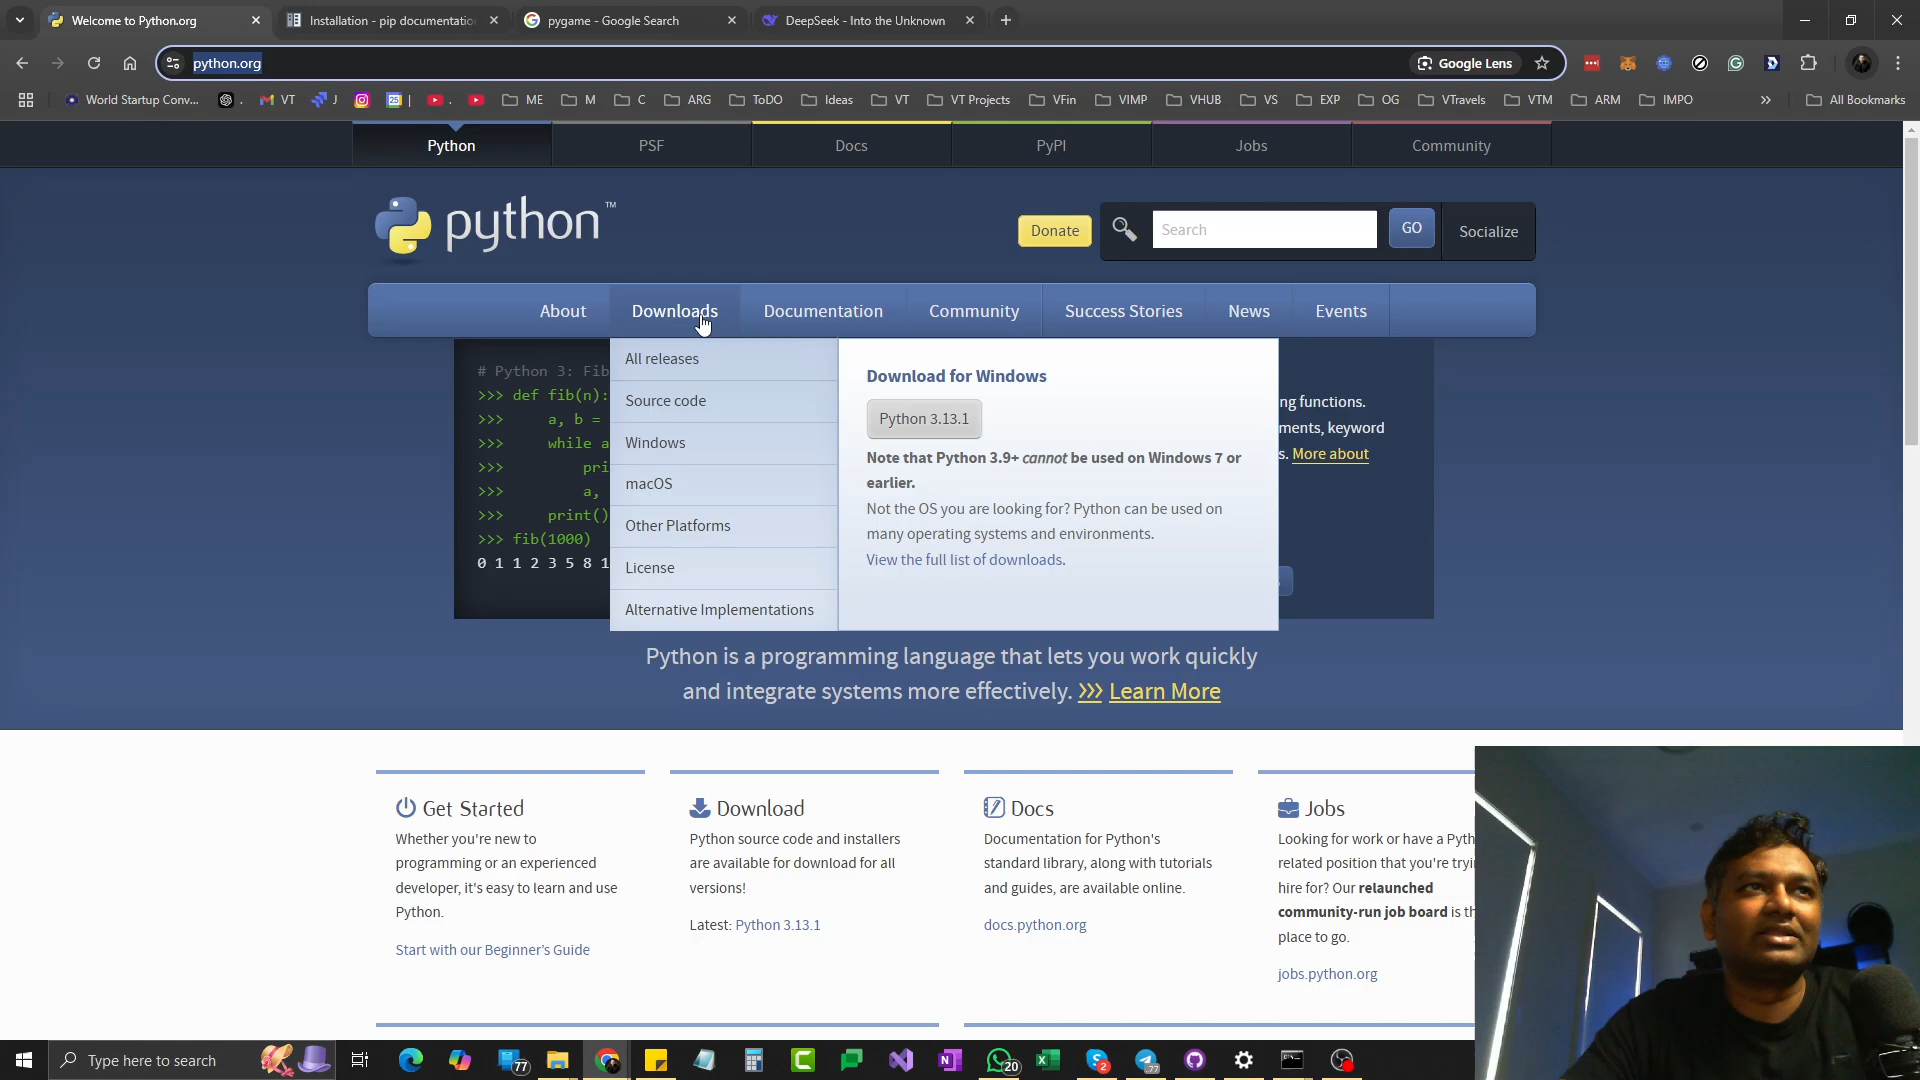 Welcome to Python.org
Installation - pip documentatio
pygame - Google Search
DeepSeek - Into the Unknown
python.org
Google Lens
World Startup Conv...
.
VT
J
.
ME
M
C
ARG
ToDO
Ideas
VT
VT Projects
VFin
VIMP
VHUB
VS
EXP
OG
VTravels
VTM
ARM
IMPO
All Bookmarks
Python
PSF
Docs
PyPI
Jobs
Community
python™
Donate
Search
GO
Socialize
About
Downloads
Documentation
Community
Success Stories
News
Events
# Python 3: Fib
>>> def fib(n):
>>> a, b =
>>> while a
>>> pri
>>> a,
>>> print()
>>> fib(1000)
0 1 1 2 3 5 8 1
All releases
Source code
Windows
macOS
Other Platforms
License
Alternative Implementations
Download for Windows
Python 3.13.1
Note that Python 3.9+ cannot be used on Windows 7 or
earlier.
Not the OS you are looking for? Python can be used on
many operating systems and environments.
View the full list of downloads.
ng functions.
ments, keyword
s. More about
Python is a programming language that lets you work quickly
and integrate systems more effectively. >>> Learn More
Get Started
Whether you're new to
programming or an experienced
developer, it's easy to learn and use
Python.
Start with our Beginner's Guide
Download
Python source code and installers
are available for download for all
versions!
Latest: Python 3.13.1
Docs
Documentation for Python's
standard library, along with tutorials
and guides, are available online.
docs.python.org
Jobs
Looking for work or have a Pyth
related position that you're tryi
hire for? Our relaunched
community-run job board is th
place to go.
jobs.python.org
Type here to search
77
20
2
77